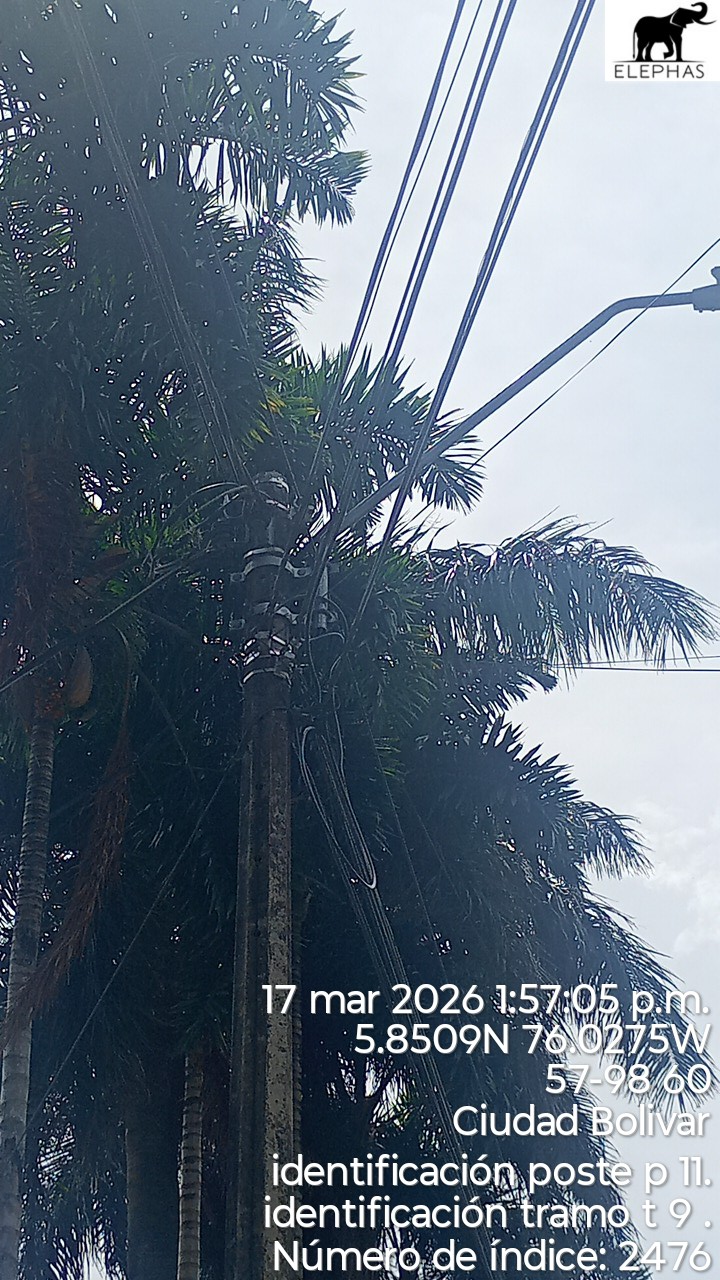 ELEPHAS
17 mar 2026 1:57:05 p.m.
5.8509N 76.0275W
57-98 60
Ciudad Bolivar
identificación poste p 11.
identificación tramo t 9 .
Número de índice: 2476